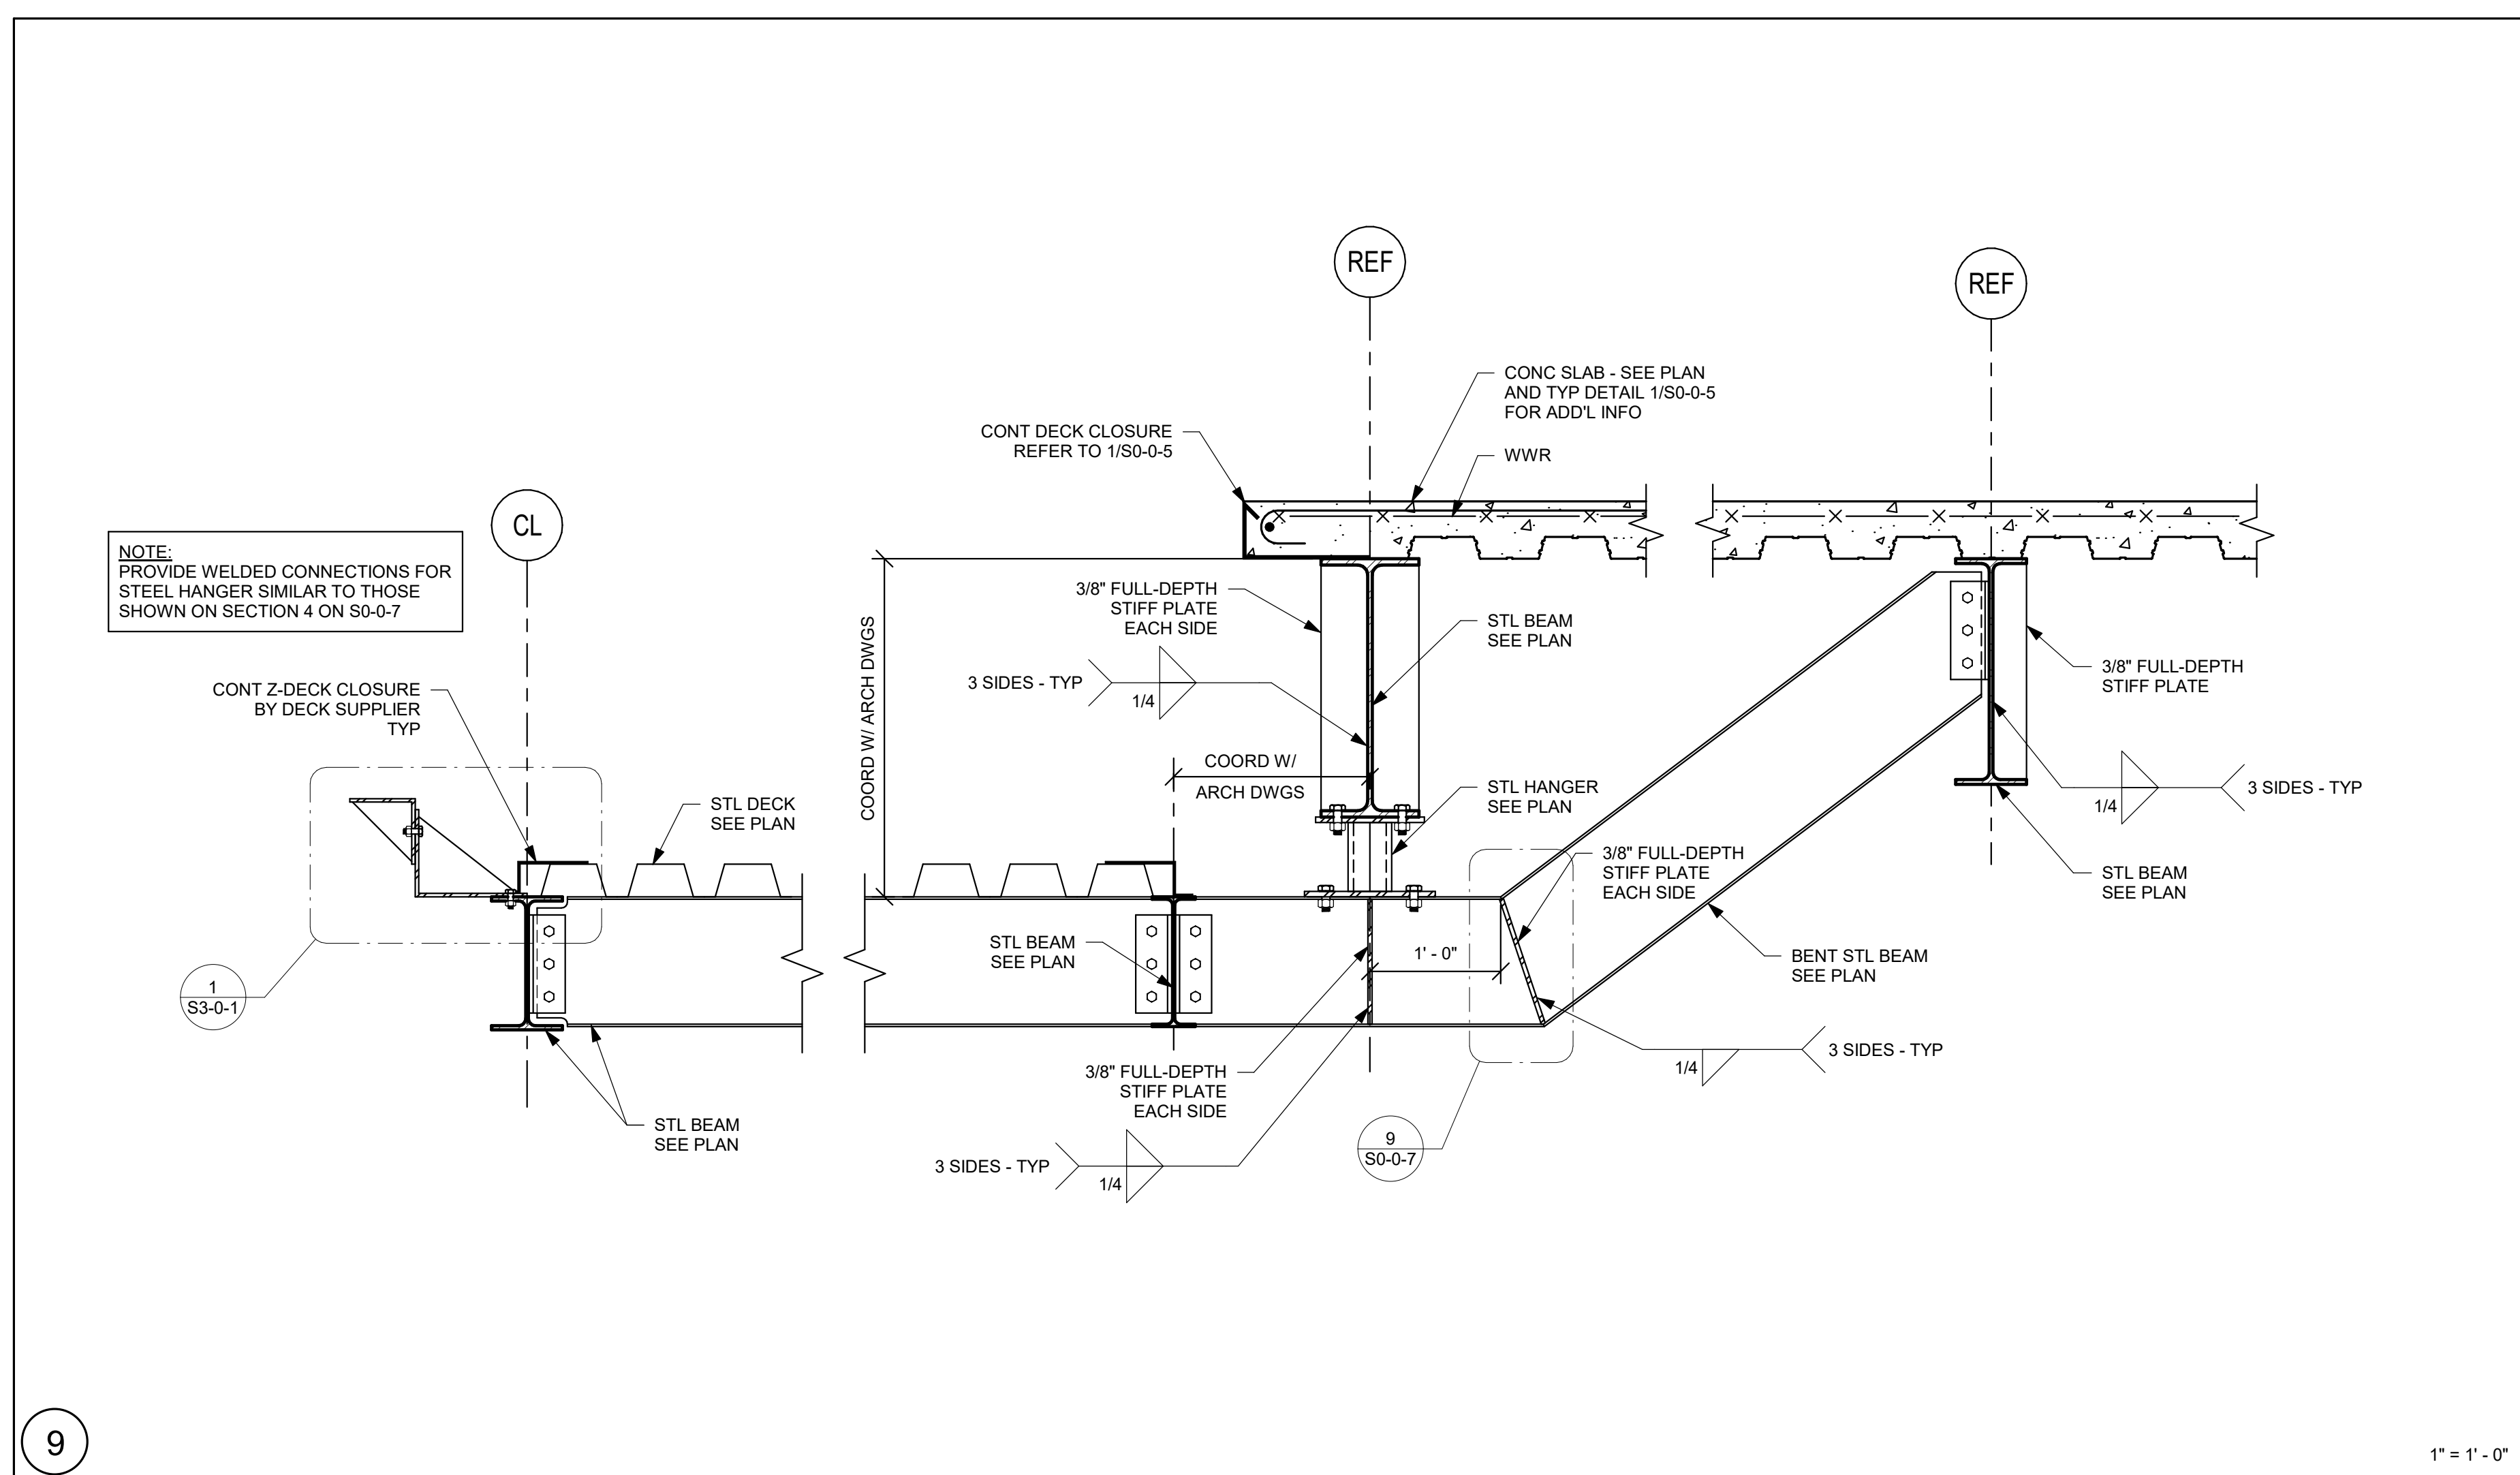 REF
REF
CONC SLAB - SEE PLAN
AND TYP DETAIL 1/S0-0-5
FOR ADD'L INFO
CONT DECK CLOSURE
REFER TO 1/S0-0-5
WWR
CL
NOTE:
PROVIDE WELDED CONNECTIONS FOR
STEEL HANGER SIMILAR TO THOSE
SHOWN ON SECTION 4 ON S0-0-7
3/8" FULL-DEPTH
STIFF PLATE
EACH SIDE
STL BEAM
SEE PLAN
COORD W/ ARCH DWGS
3 SIDES - TYP
1/4
3/8" FULL-DEPTH
STIFF PLATE
CONT Z-DECK CLOSURE
BY DECK SUPPLIER
TYP
COORD W/
ARCH DWGS
STL HANGER
SEE PLAN
3 SIDES - TYP
1/4
STL DECK
SEE PLAN
3/8" FULL-DEPTH
STIFF PLATE
EACH SIDE
STL BEAM
SEE PLAN
STL BEAM
SEE PLAN
1' - 0"
BENT STL BEAM
SEE PLAN
1
S3-0-1
3 SIDES - TYP
1/4
3/8" FULL-DEPTH
STIFF PLATE
EACH SIDE
STL BEAM
SEE PLAN
3 SIDES - TYP
1/4
9
S0-0-7
9
1" = 1' - 0"